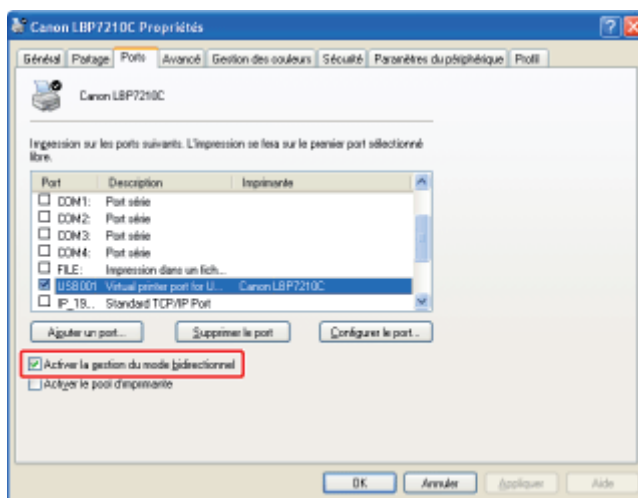 Canon LBP7210C Propriétés
Général Partage Ports Avancé Gestion des couleurs Sécurité Paramètres du périphérique Profil
Canon LBP7210C
Impression sur les ports suivants. L'impression se fera sur le premier port sélectionné
libre.
Port Description Imprimante
COM1: Port série
COM2: Port série
COM3: Port série
COM4: Port série
FILE: Impression dans un fich...
USB001 Virtual printer port for U... Canon LBP7210C
IP_19... Standard TCP/IP Port
Ajouter un port... Supprimer le port Configurer le port...
Activer la gestion du mode bidirectionnel
Activer le pool d'imprimante
OK Annuler Appliquer Aide